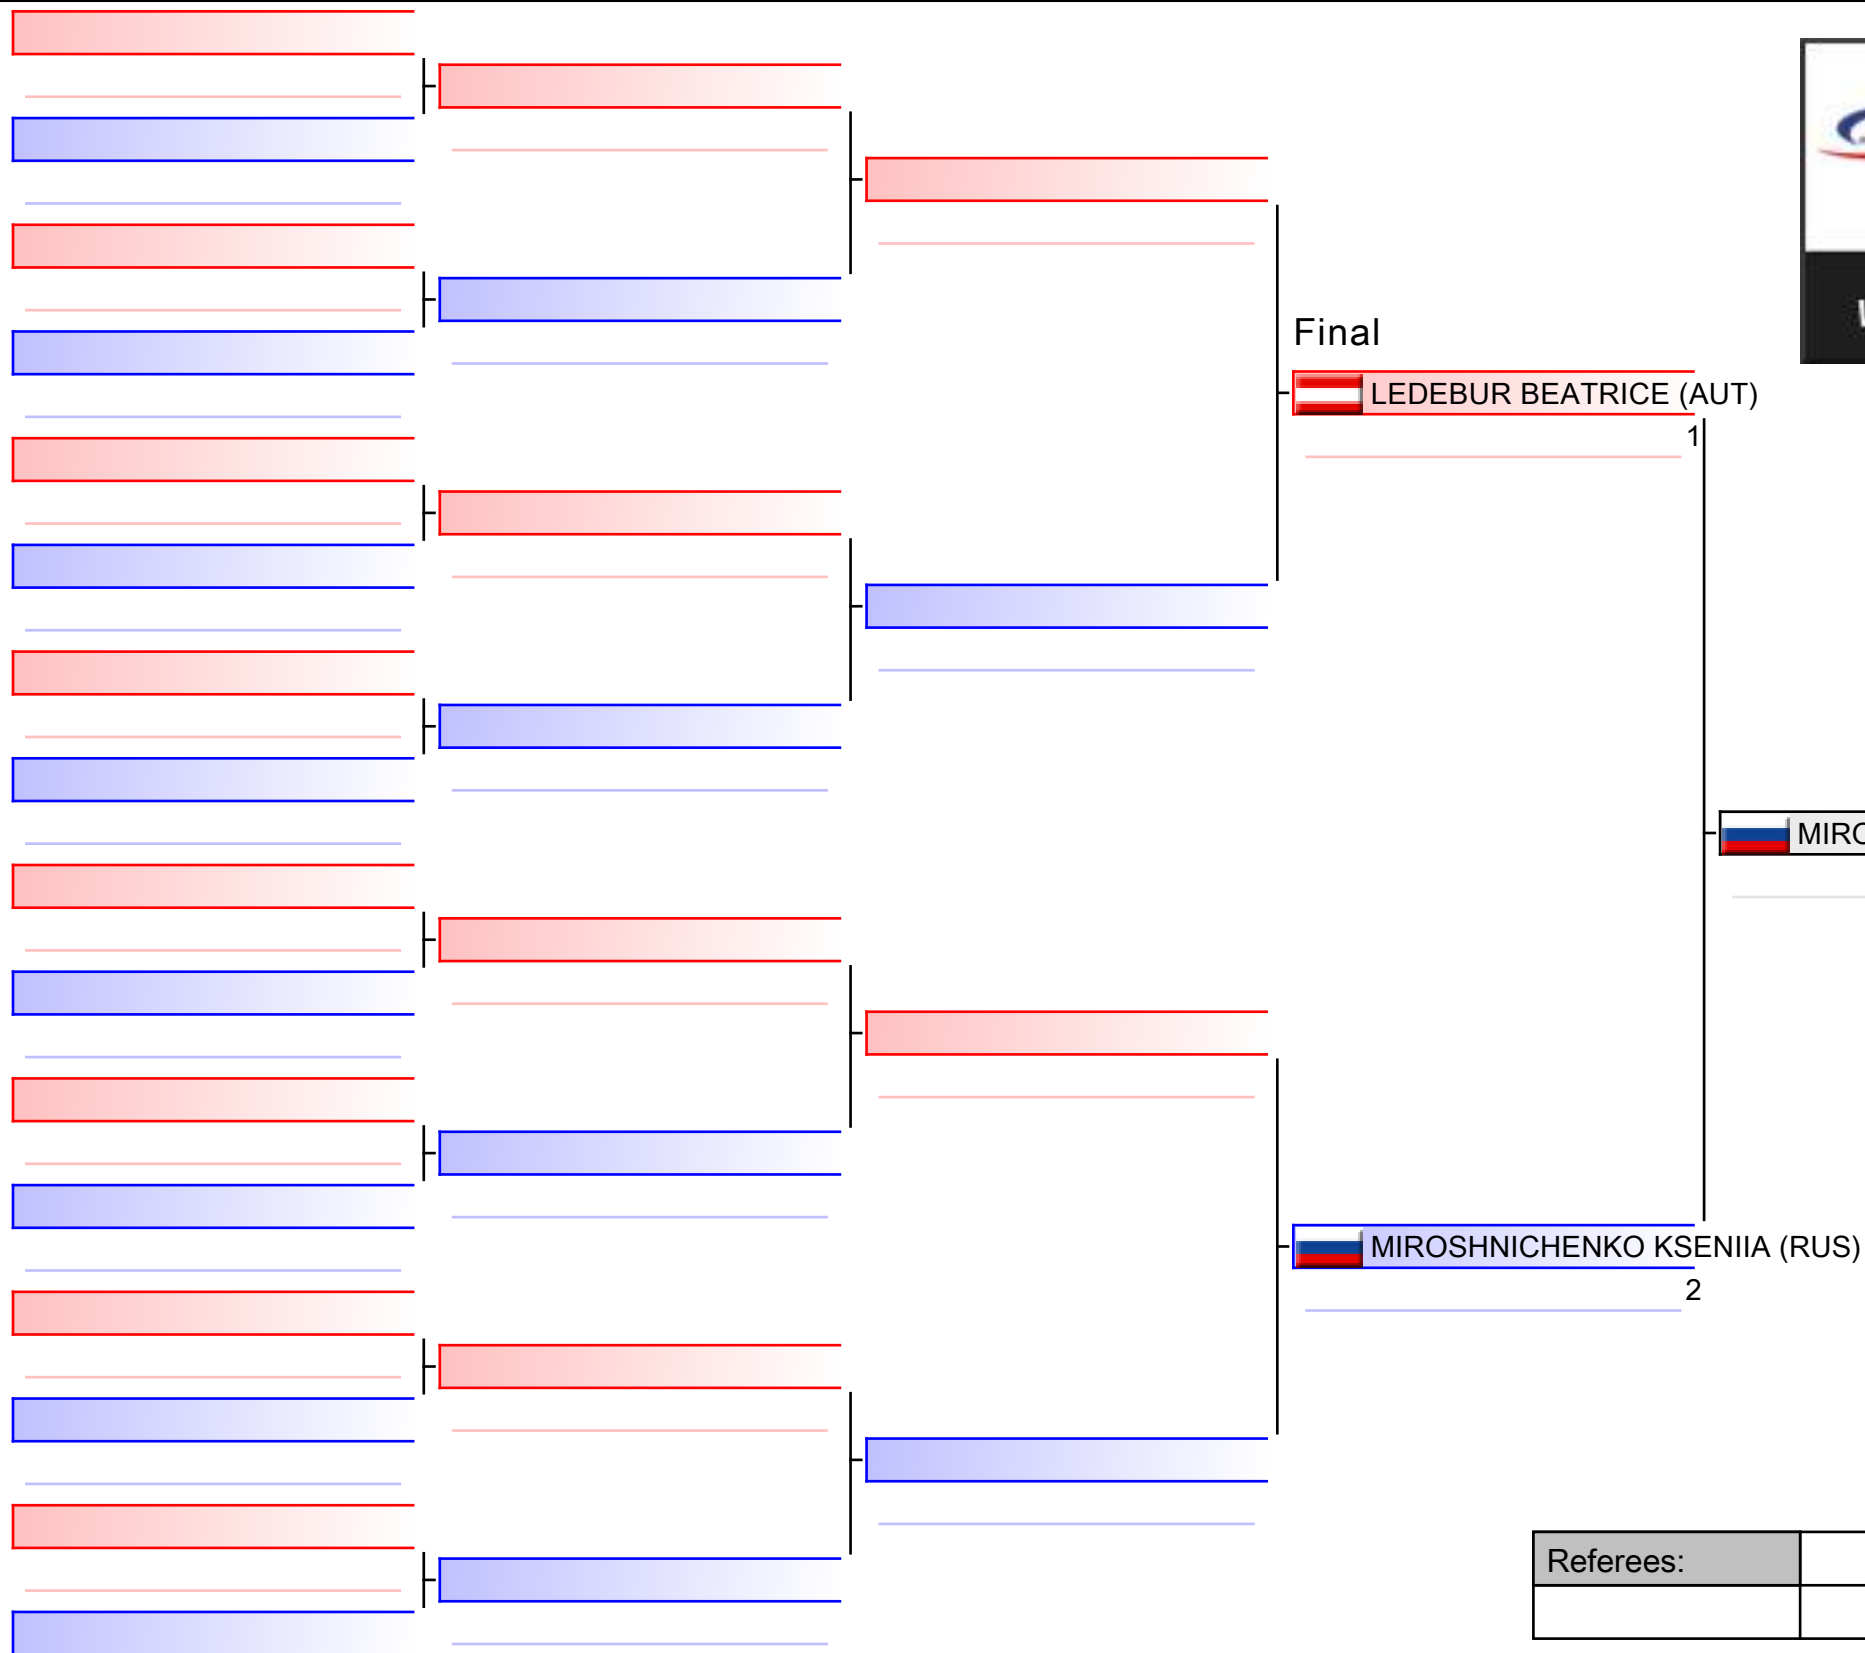 Final
LEDEBUR BEATRICE (AUT)
1
MIRO
MIROSHNICHENKO KSENIIA (RUS)
2
Referees: